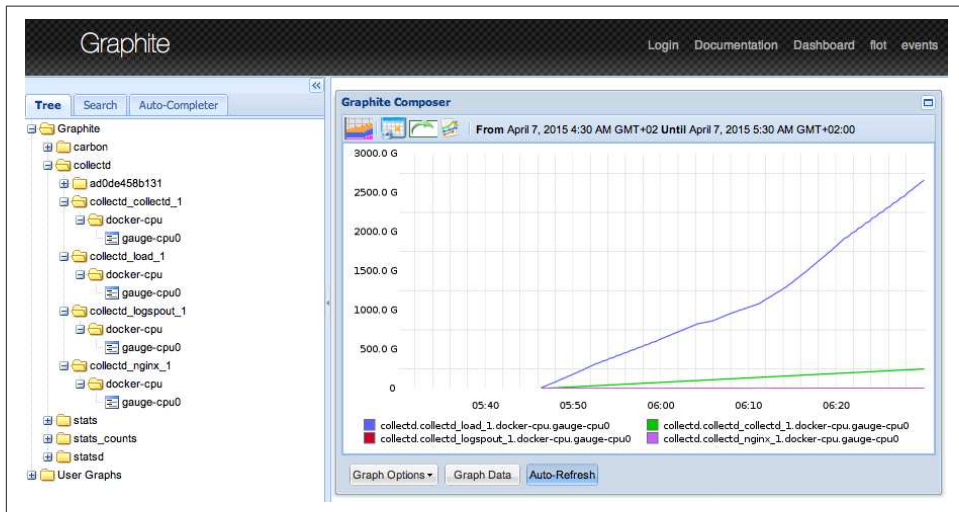 Graphite
Login Documentation Dashboard flot events
Tree Search Auto-Completer
Graphite
carbon
collectd
ad0de458b131
collectd_collectd_1
docker-cpu
gauge-cpu0
collectd_load_1
docker-cpu
gauge-cpu0
collectd_logspout_1
docker-cpu
gauge-cpu0
collectd_nginx_1
docker-cpu
gauge-cpu0
stats
stats_counts
statsd
User Graphs
Graphite Composer
From April 7, 2015 4:30 AM GMT+02 Until April 7, 2015 5:30 AM GMT+02:00
3000.0 G
2500.0 G
2000.0 G
1500.0 G
1000.0 G
500.0 G
0
05:40 05:50 06:00 06:10 06:20
collectd.collectd_load_1.docker-cpu.gauge-cpu0 collectd.collectd_collectd_1.docker-cpu.gauge-cpu0
collectd.collectd_logspout_1.docker-cpu.gauge-cpu0 collectd.collectd_nginx_1.docker-cpu.gauge-cpu0
Graph Options Graph Data Auto-Refresh